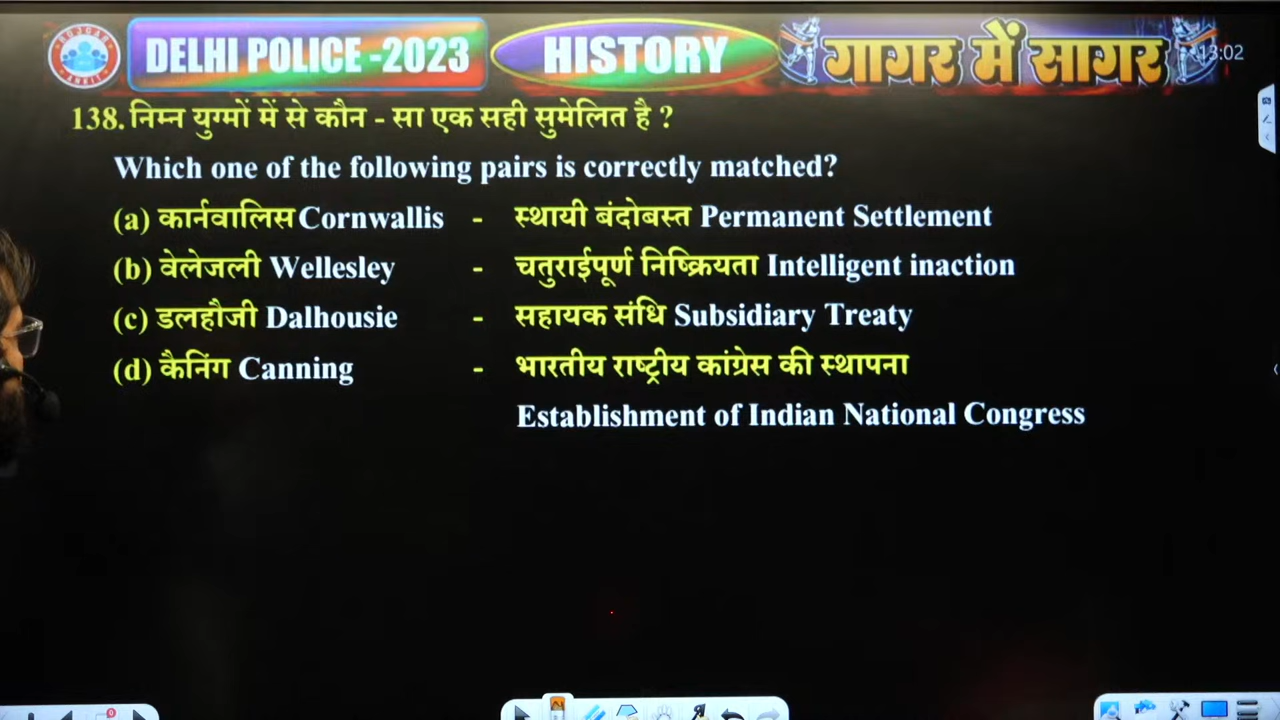 ROJGAR
ANKIT
DELHI POLICE -2023
HISTORY
गागर में सागर
13:02
138. निम्न युग्मों में से कौन - सा एक सही सुमेलित है ?
Which one of the following pairs is correctly matched?
(a) कार्नवालिस Cornwallis - स्थायी बंदोबस्त Permanent Settlement
(b) वेलेजली Wellesley - चतुराईपूर्ण निष्क्रियता Intelligent inaction
(c) डलहौजी Dalhousie - सहायक संधि Subsidiary Treaty
(d) कैनिंग Canning - भारतीय राष्ट्रीय कांग्रेस की स्थापना
Establishment of Indian National Congress